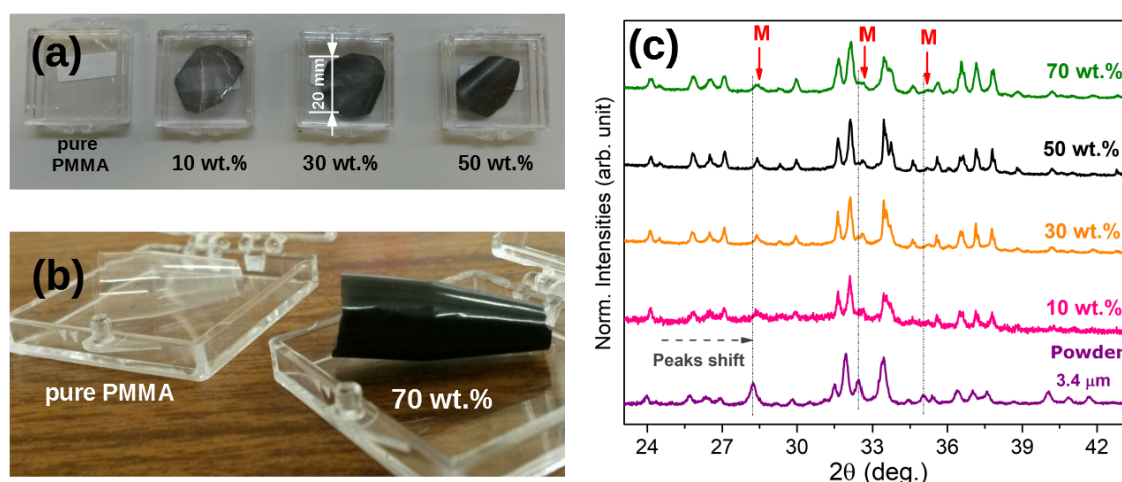 (a)
20 mm
pure
PMMA
10 wt.%
30 wt.%
50 wt.%
(b)
pure PMMA
70 wt.%
(c)
M
M
M
70 wt.%
50 wt.%
30 wt.%
10 wt.%
Peaks shift
Powder
3.4 μm
Norm. Intensities (arb. unit)
24
27
30
33
36
39
42
2θ (deg.)